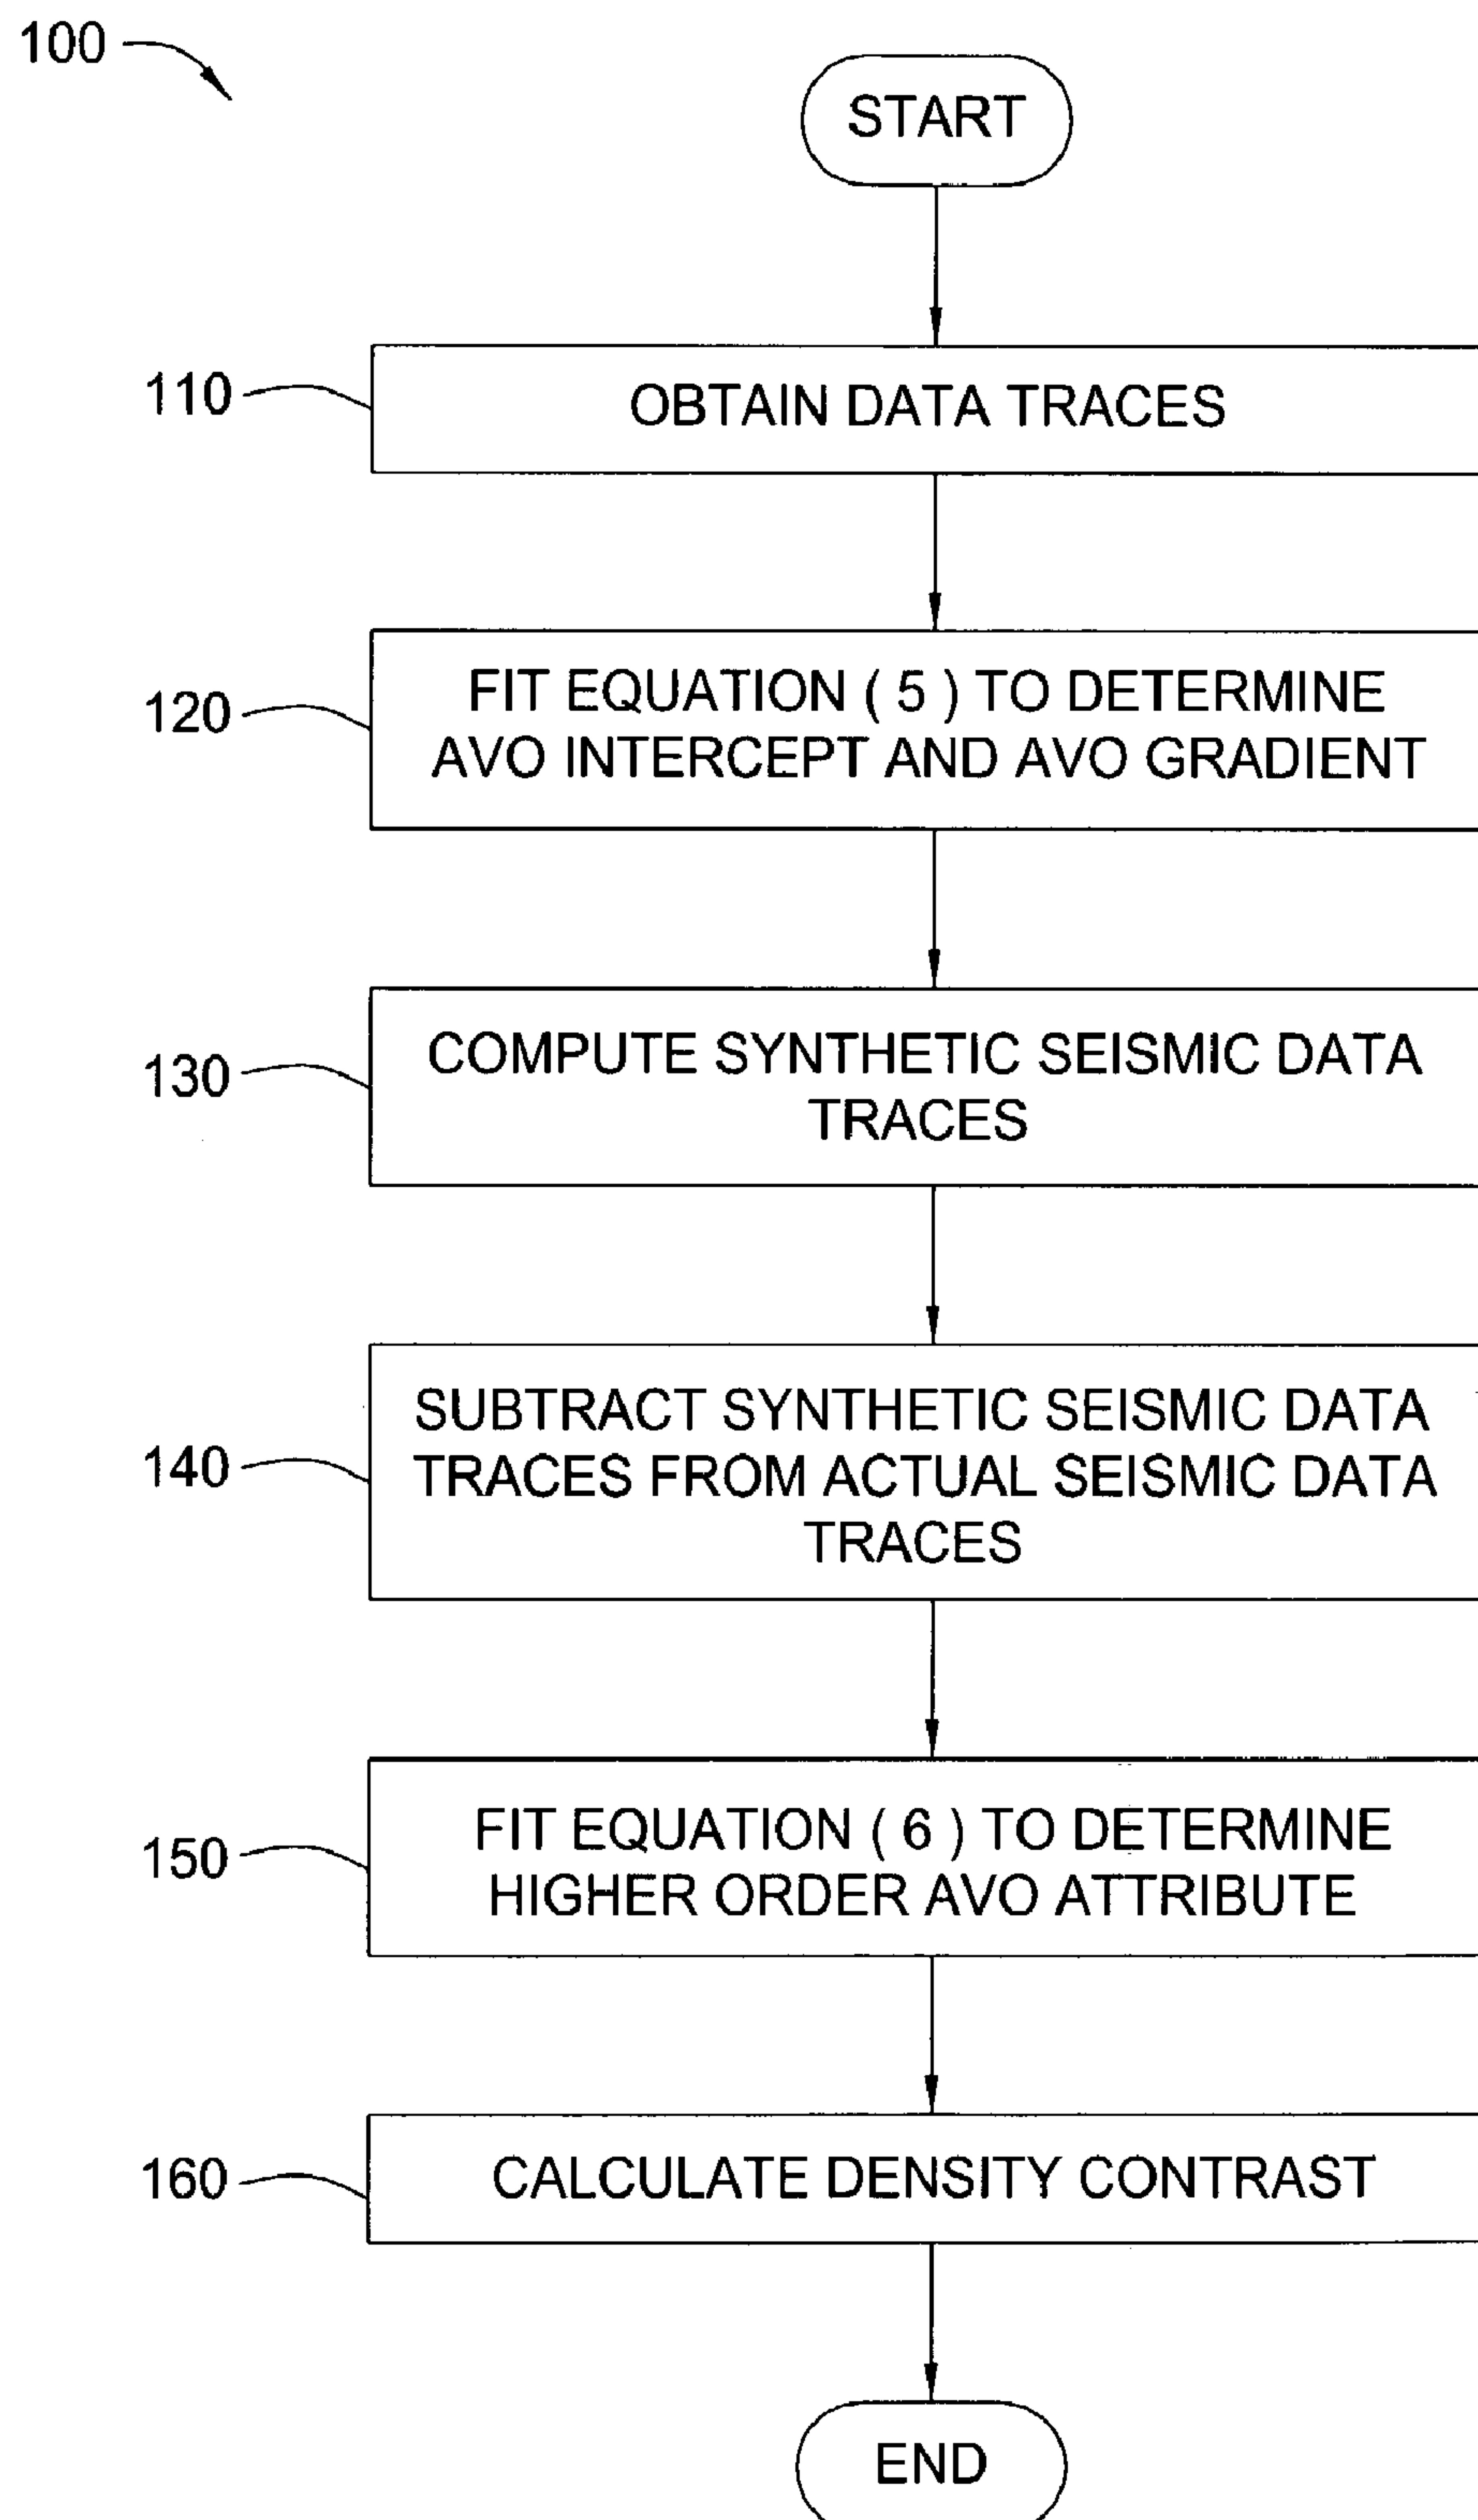 100
START
110
OBTAIN DATA TRACES
120
FIT EQUATION ( 5 ) TO DETERMINE
AVO INTERCEPT AND AVO GRADIENT
130
COMPUTE SYNTHETIC SEISMIC DATA
TRACES
140
SUBTRACT SYNTHETIC SEISMIC DATA
TRACES FROM ACTUAL SEISMIC DATA
TRACES
150
FIT EQUATION ( 6 ) TO DETERMINE
HIGHER ORDER AVO ATTRIBUTE
160
CALCULATE DENSITY CONTRAST
END